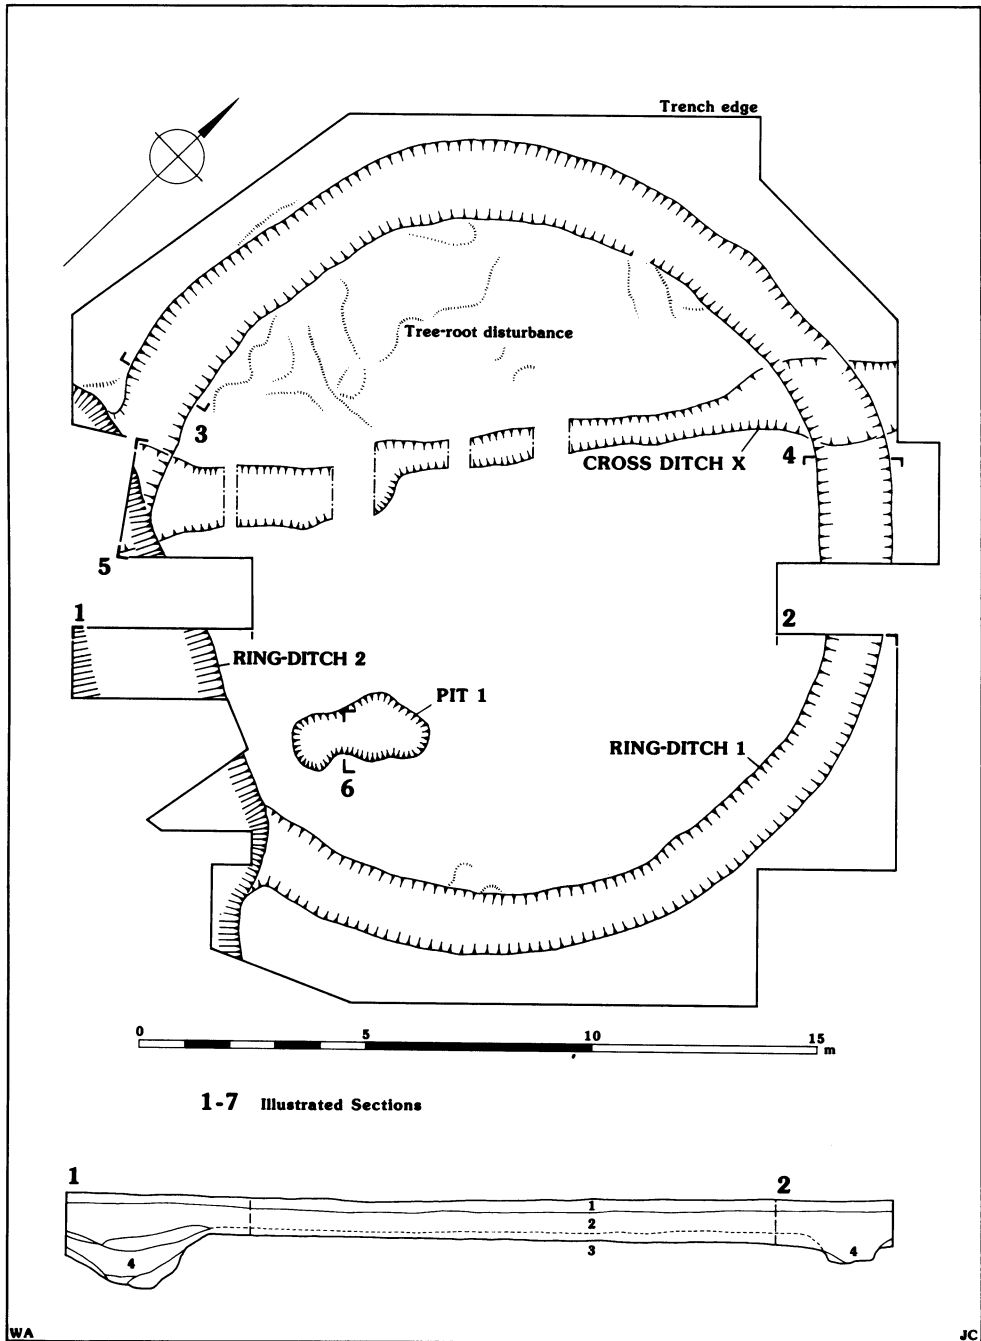 Trench edge
Tree-root disturbance
3
CROSS DITCH X
4
5
1
2
RING-DITCH 2
PIT 1
RING-DITCH 1
6
0 5 10 15 m
1-7 Illustrated Sections
1 2
1
2
3
4 4
WA JC